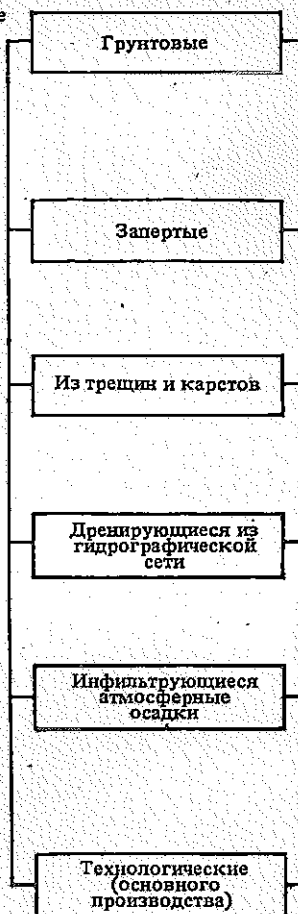 е
Грунтовые
Запертые
Из трещин и карстов
Дренирующиеся из
гидрографической
сети
Инфильтрующиеся
атмосферные
осадки
Технологические
(основного
производства)